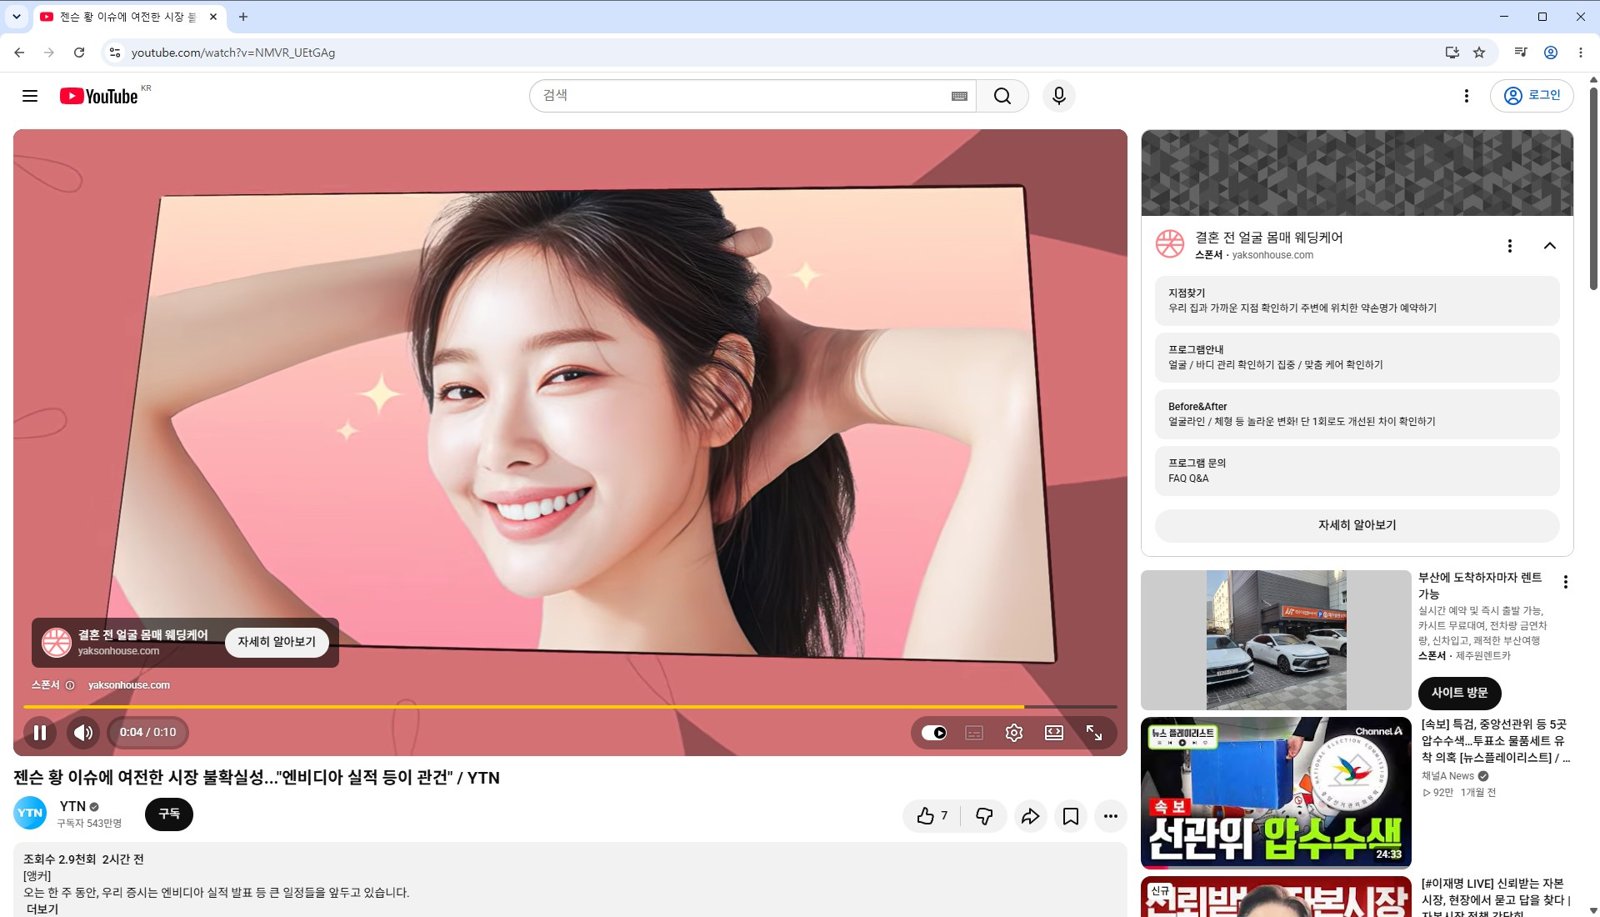 젠슨 황 이슈에 여전한 시장 불
youtube.com/watch?v=NMVR_UEtGAg
YouTube KR
검색
로그인
결혼 전 얼굴 몸매 웨딩케어
yaksonhouse.com
자세히 알아보기
스폰서
yaksonhouse.com
0:04 / 0:10
젠슨 황 이슈에 여전한 시장 불확실성..."엔비디아 실적 등이 관건" / YTN
YTN
YTN
구독자 543만명
구독
7
조회수 2.9천회 2시간 전
[앵커]
오는 한 주 동안, 우리 증시는 엔비디아 실적 발표 등 큰 일정들을 앞두고 있습니다.
더보기
결혼 전 얼굴 몸매 웨딩케어
스폰서 · yaksonhouse.com
지점찾기
우리 집과 가까운 지점 확인하기 주변에 위치한 약손명가 예약하기
프로그램안내
얼굴 / 바디 관리 확인하기 집중 / 맞춤 케어 확인하기
Before&After
얼굴라인 / 체형 등 놀라운 변화! 단 1회로도 개선된 차이 확인하기
프로그램 문의
FAQ Q&A
자세히 알아보기
부산에 도착하자마자 렌트
가능
실시간 예약 및 즉시 출발 가능,
카시트 무료대여, 전차량 금연차
량, 신차입고, 쾌적한 부산여행
스폰서 · 제주원렌트카
사이트 방문
뉴스 플레이리스트
Channel A
NATIONAL ELECTION COMMISSION
속보
선관위 압수수색
24:33
[속보] 특검, 중앙선관위 등 5곳
압수수색...투표소 물품세트 유
착 의혹 [뉴스플레이리스트] / ...
채널A News
92만 1개월 전
신규
신뢰받는 자본시장
[#이재명 LIVE] 신뢰받는 자본
시장, 현장에서 묻고 답을 찾다 |